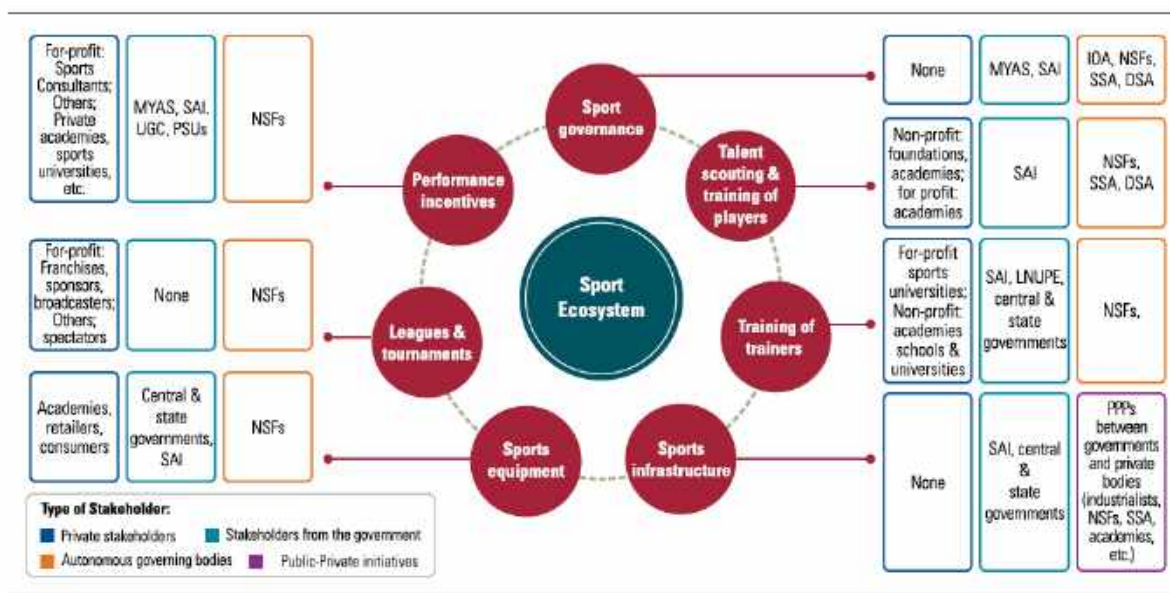 For-profit:
Sports
Consultants;
Others;
Private
academies,
sports
universities,
etc.
MYAS, SAI,
UGC, PSUs
NSFs
For-profit:
Franchises,
sponsors,
broadcasters;
Others;
spectators
None
NSFs
Academies,
retailers,
consumers
Central &
state
governments,
SAI
NSFs
Sport
governance
Talent
scouting &
training of
players
Training of
trainers
Sports
infrastructure
Sports
equipment
Leagues &
tournaments
Performance
incentives
Sport
Ecosystem
None
MYAS, SAI
IOA, NSFs,
SSA, DSA
Non-profit:
foundations,
academies;
for profit:
academies
SAI
NSFs,
SSA, DSA
For-profit
sports
universities;
Non-profit:
academies
schools &
universities
SAI, LNUPE,
central &
state
governments
NSFs,
None
SAI, central
&
state
governments
PPPs
between
governments
and private
bodies
(industrialists,
NSFs, SSA,
academies,
etc.)
Type of Stakeholder:
Private stakeholders
Stakeholders from the government
Autonomous governing bodies
Public-Private initiatives